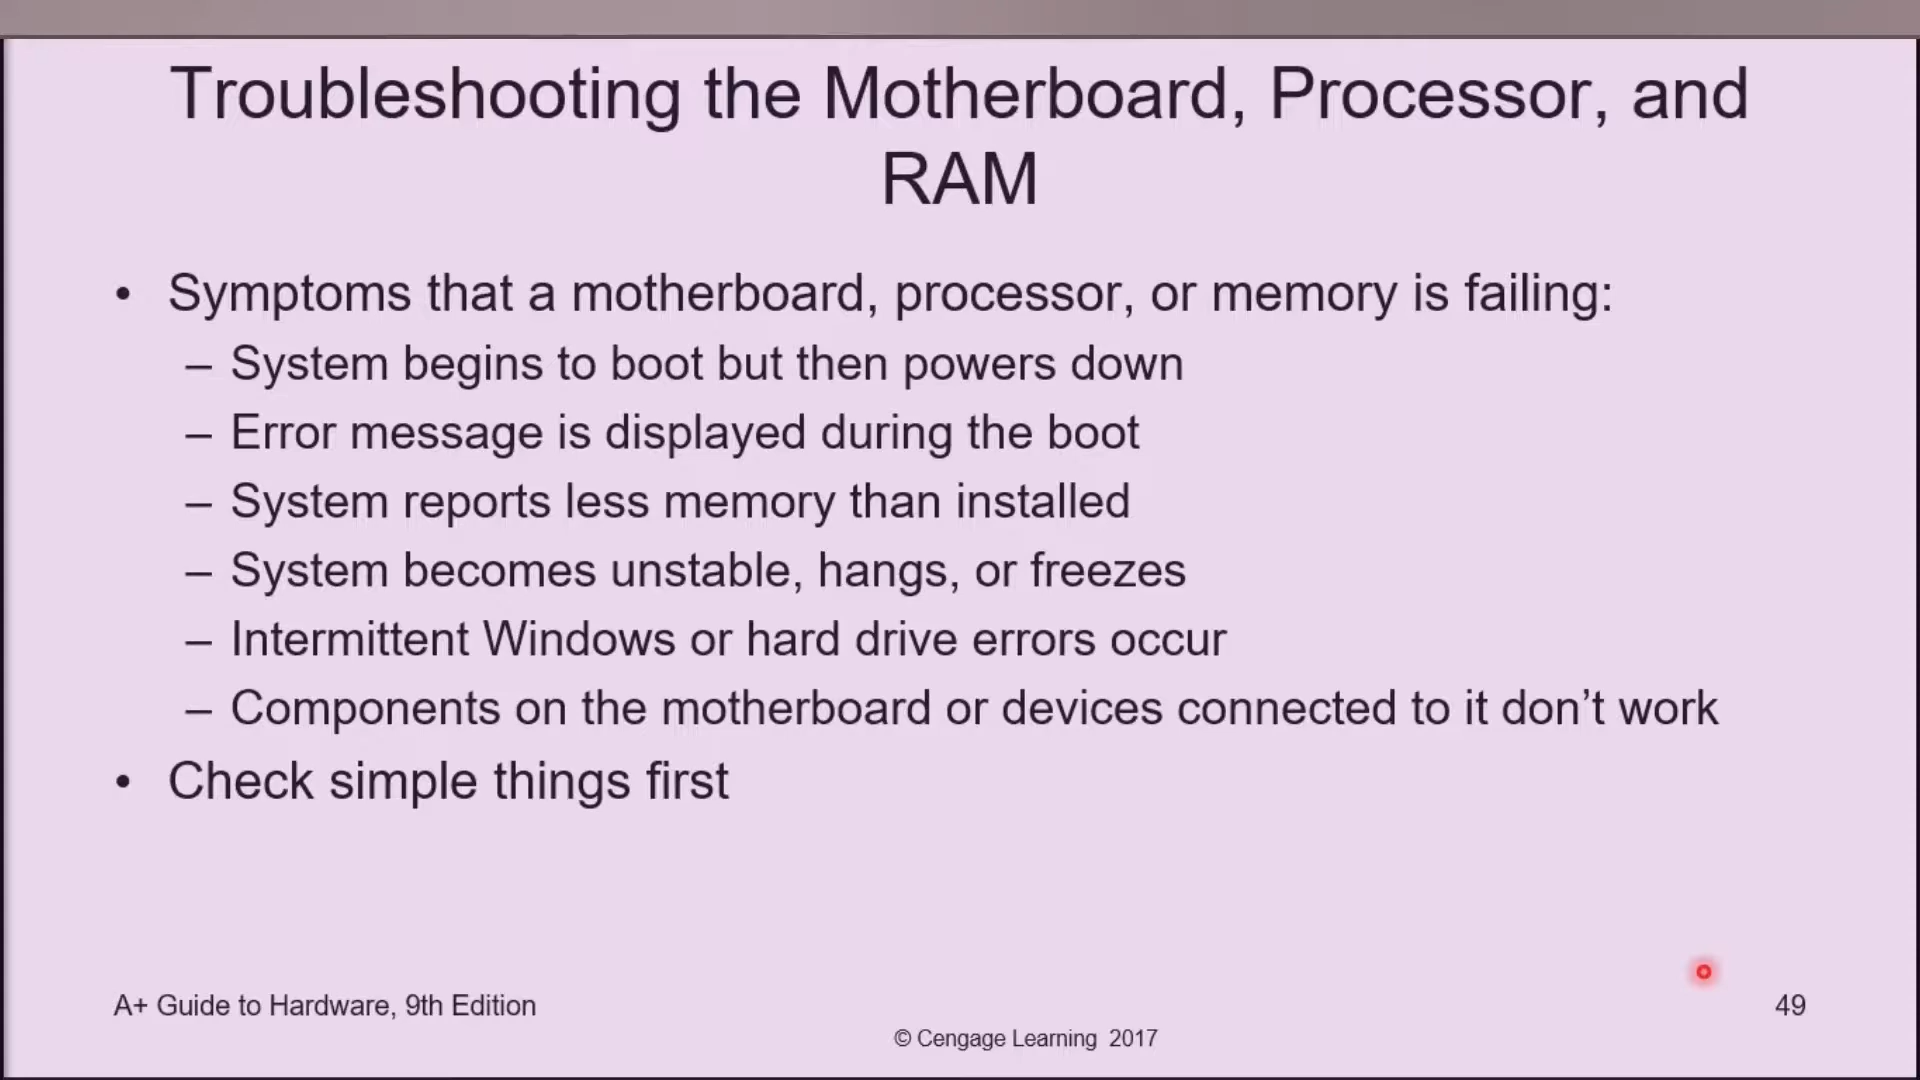 Troubleshooting the Motherboard, Processor, and
RAM
• Symptoms that a motherboard, processor, or memory is failing:
– System begins to boot but then powers down
– Error message is displayed during the boot
– System reports less memory than installed
– System becomes unstable, hangs, or freezes
– Intermittent Windows or hard drive errors occur
– Components on the motherboard or devices connected to it don’t work
• Check simple things first
A+ Guide to Hardware, 9th Edition
49
© Cengage Learning 2017